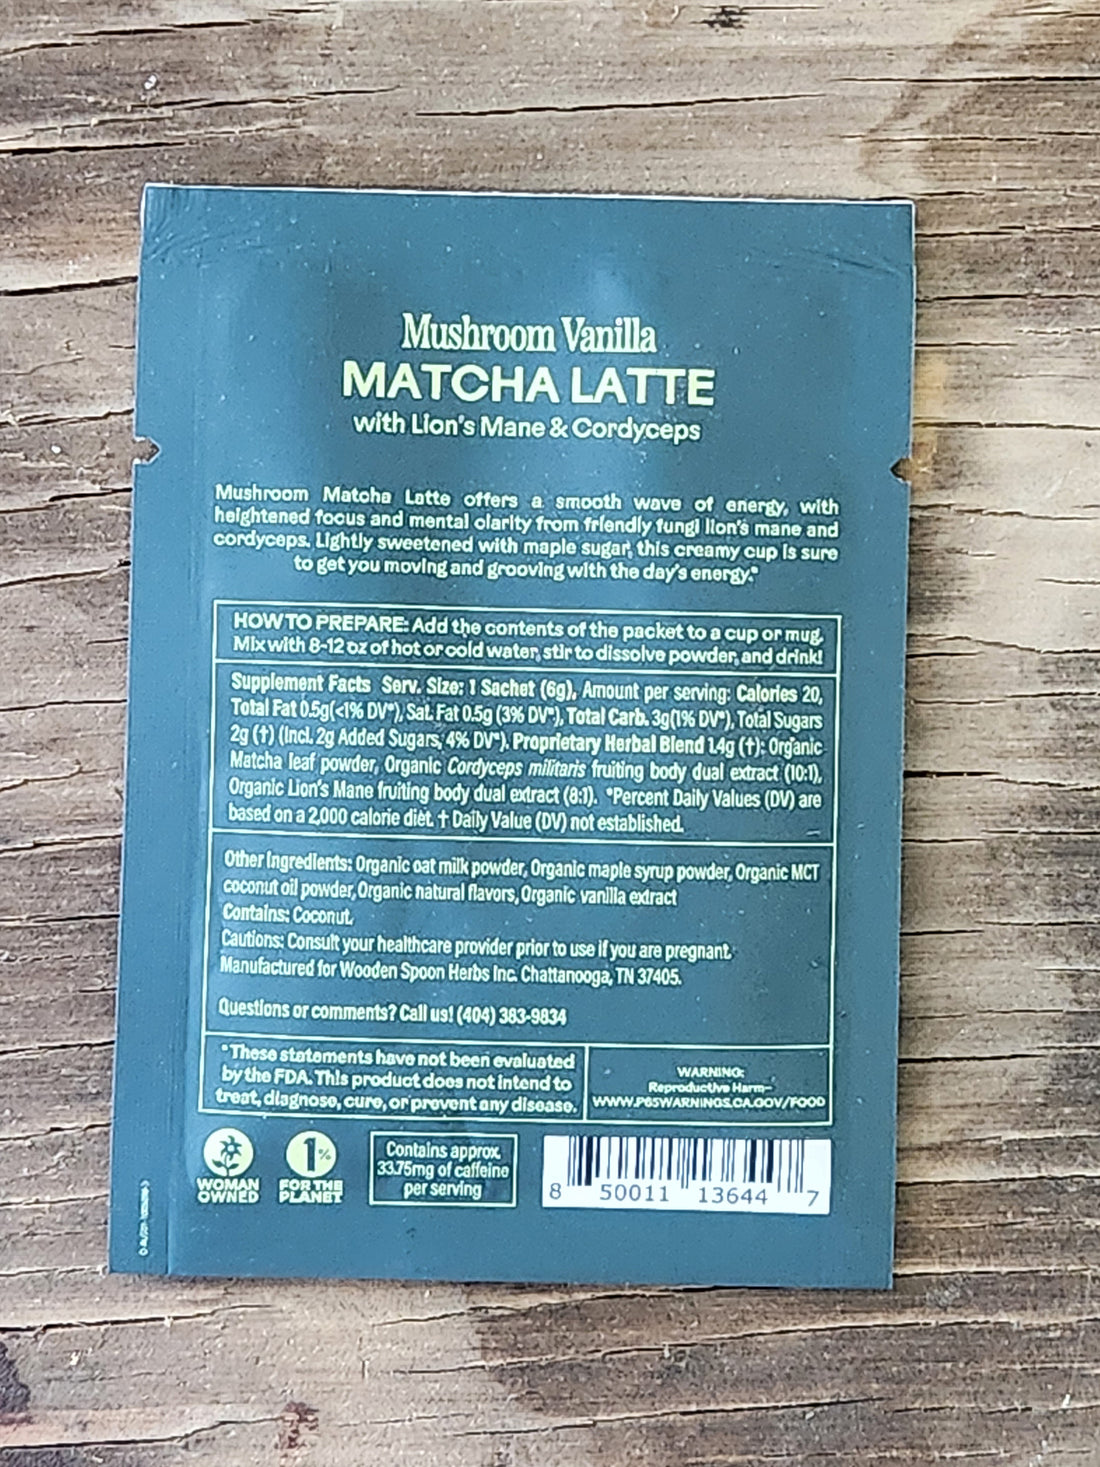 Mushroom Vanilla
MATCHA LATTE
with Lion's Mane & Cordyceps
Mushroom Matcha Latte offers a smooth wave of energy, with
heightened focus and mental clarity from friendly fungi lion's mane and
cordyceps. Lightly sweetened with maple sugar, this creamy cup is sure
to get you moving and grooving with the day's energy.*
HOW TO PREPARE: Add the contents of the packet to a cup or mug.
Mix with 8-12 oz of hot or cold water, stir to dissolve powder, and drink!
Supplement Facts Serv. Size: 1 Sachet (6g), Amount per serving: Calories 20,
Total Fat 0.5g(<1% DV*), Sat. Fat 0.5g (3% DV*), Total Carb. 3g(1% DV*), Total Sugars
2g (†) (Incl. 2g Added Sugars, 4% DV*). Proprietary Herbal Blend 1.4g (†): Organic
Matcha leaf powder, Organic Cordyceps militaris fruiting body dual extract (10:1),
Organic Lion's Mane fruiting body dual extract (8:1). *Percent Daily Values (DV) are
based on a 2,000 calorie diet. † Daily Value (DV) not established.
Other Ingredients: Organic oat milk powder, Organic maple syrup powder, Organic MCT
coconut oil powder, Organic natural flavors, Organic vanilla extract
Contains: Coconut.
Cautions: Consult your healthcare provider prior to use if you are pregnant.
Manufactured for Wooden Spoon Herbs Inc. Chattanooga, TN 37405.
Questions or comments? Call us! (404) 383-9834
*These statements have not been evaluated
by the FDA. This product does not intend to
treat, diagnose, cure, or prevent any disease.
WARNING:
Reproductive Harm-
WWW.P65WARNINGS.CA.GOV/FOOD
WOMAN
OWNED
1%
FOR THE
PLANET
Contains approx.
33.75mg of caffeine
per serving
8 50011 13644 7